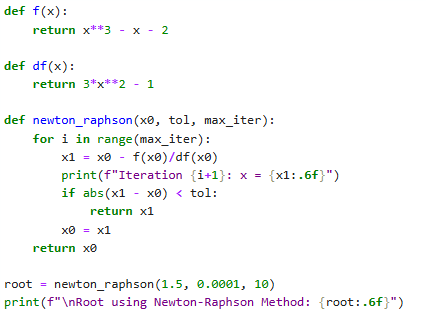 def f(x):
    return x**3 - x - 2

def df(x):
    return 3*x**2 - 1

def newton_raphson(x0, tol, max_iter):
    for i in range(max_iter):
        x1 = x0 - f(x0)/df(x0)
        print(f"Iteration {i+1}: x = {x1:.6f}")
        if abs(x1 - x0) < tol:
            return x1
        x0 = x1
    return x0

root = newton_raphson(1.5, 0.0001, 10)
print(f"\nRoot using Newton-Raphson Method: {root:.6f}")